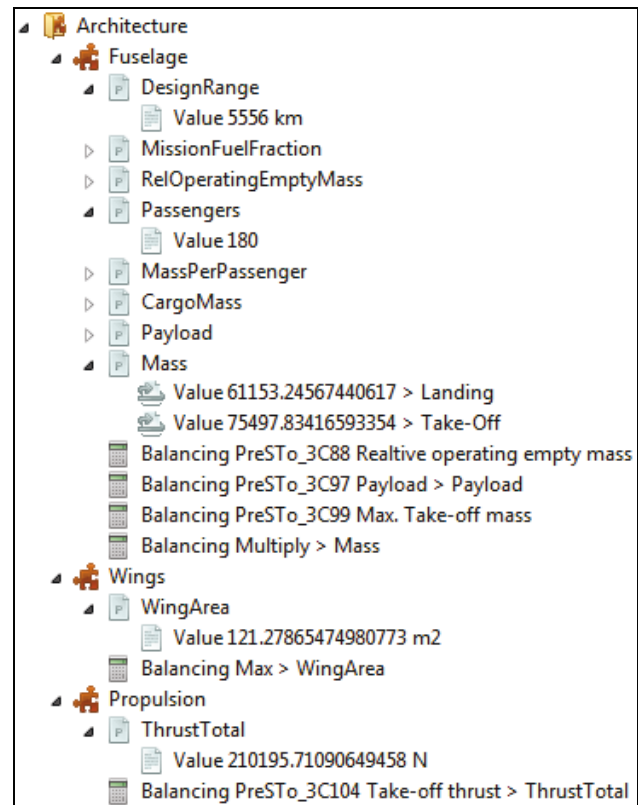 Architecture
Fuselage
DesignRange
Value 5556 km
MissionFuelFraction
RelOperatingEmptyMass
Passengers
Value 180
MassPerPassenger
CargoMass
Payload
Mass
Value 61153.24567440617 > Landing
Value 75497.83416593354 > Take-Off
Balancing PreSTo_3C88 Realtive operating empty mass
Balancing PreSTo_3C97 Payload > Payload
Balancing PreSTo_3C99 Max. Take-off mass
Balancing Multiply > Mass
Wings
WingArea
Value 121.27865474980773 m2
Balancing Max > WingArea
Propulsion
ThrustTotal
Value 210195.71090649458 N
Balancing PreSTo_3C104 Take-off thrust > ThrustTotal